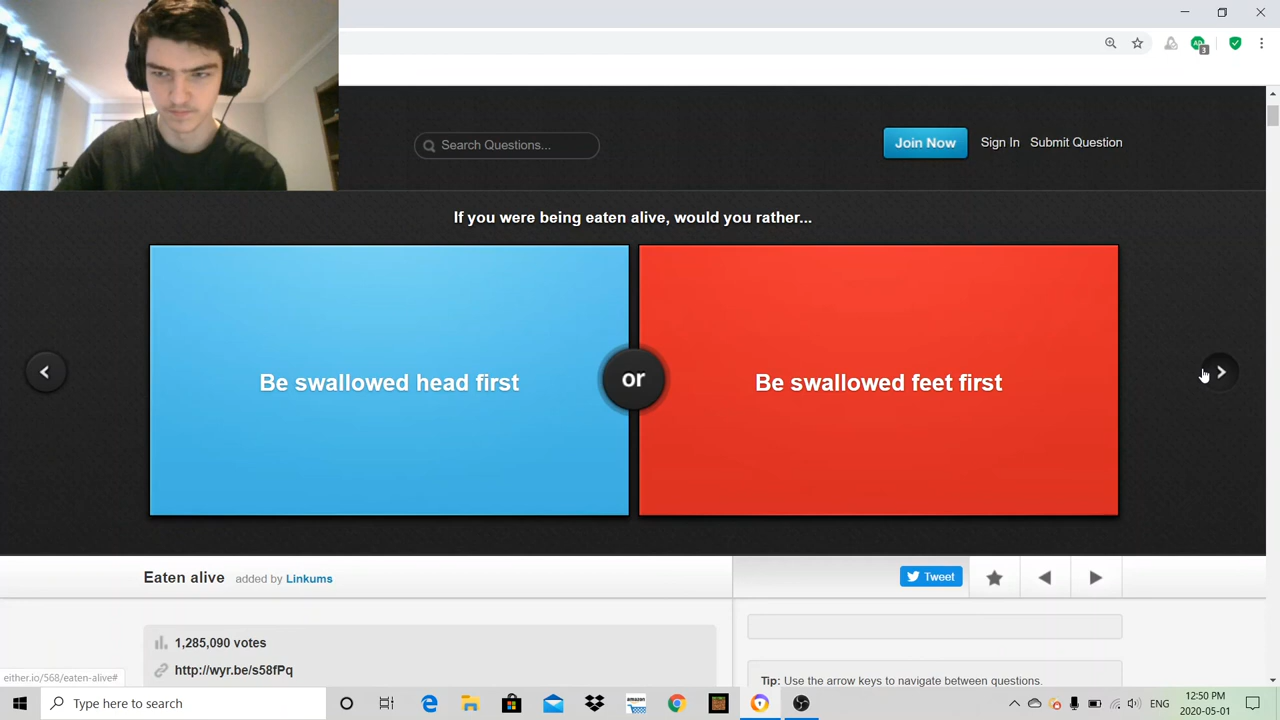 Search Questions...
Join Now
Sign In
Submit Question
If you were being eaten alive, would you rather...
Be swallowed head first
or
Be swallowed feet first
Eaten alive added by Linkums
Tweet
1,285,090 votes
http://wyr.be/s58fPq
Tip: Use the arrow keys to navigate between questions.
either.io/568/eaten-alive#
Type here to search
amazon
ENG
12:50 PM
2020-05-01
AD
3